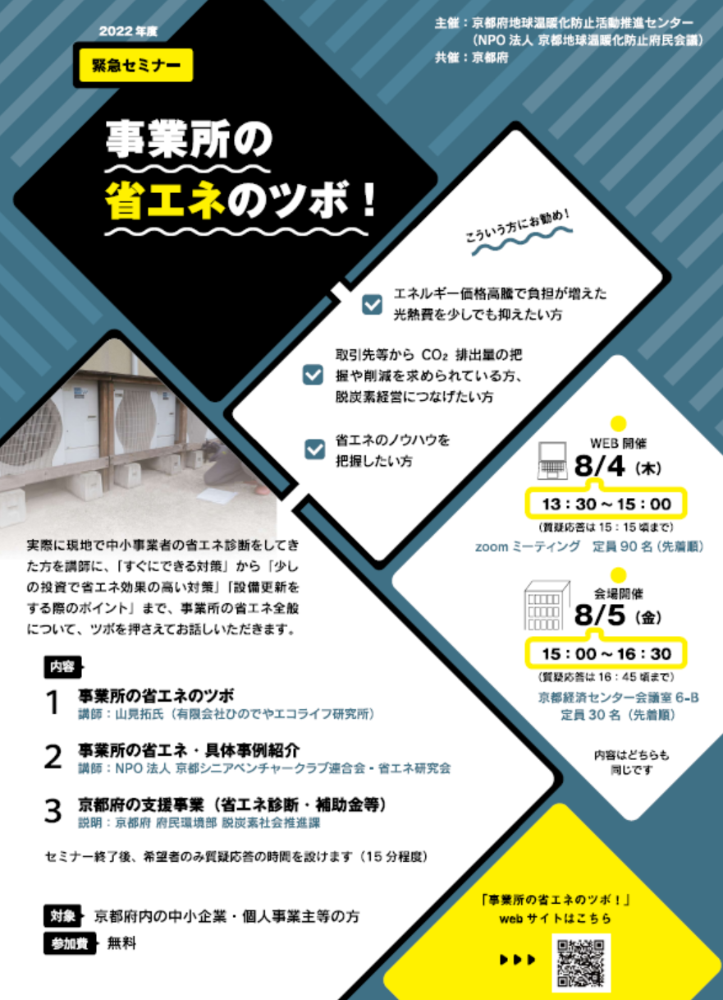 2022年度
緊急セミナー
事業所の
省エネのツボ！
主催：京都府地球温暖化防止活動推進センター
（NPO法人 京都地球温暖化防止府民会議）
共催：京都府
こういう方にお勧め！
エネルギー価格高騰で負担が増えた
光熱費を少しでも抑えたい方
取引先等から CO₂ 排出量の把
握や削減を求められている方、
脱炭素経営につなげたい方
省エネのノウハウを
把握したい方
WEB開催
8/4（木）
13：30～15：00
（質疑応答は15：15頃まで）
zoomミーティング　定員90名（先着順）
会場開催
8/5（金）
15：00～16：30
（質疑応答は16：45頃まで）
京都経済センター会議室6-B
定員30名（先着順）
内容はどちらも
同じです
実際に現地で中小事業者の省エネ診断をしてき
た方を講師に、「すぐにできる対策」から「少し
の投資で省エネ効果の高い対策」「設備更新を
する際のポイント」まで、事業所の省エネ全般
について、ツボを押さえてお話しいただきます。
内容
1 事業所の省エネのツボ
講師：山見拓氏（有限会社ひのでやエコライフ研究所）
2 事業所の省エネ・具体事例紹介
講師：NPO法人 京都シニアベンチャークラブ連合会 - 省エネ研究会
3 京都府の支援事業（省エネ診断・補助金等）
説明：京都府 府民環境部 脱炭素社会推進課
セミナー終了後、希望者のみ質疑応答の時間を設けます（15分程度）
対象 京都府内の中小企業・個人事業主等の方
参加費 無料
「事業所の省エネのツボ！」
webサイトはこちら